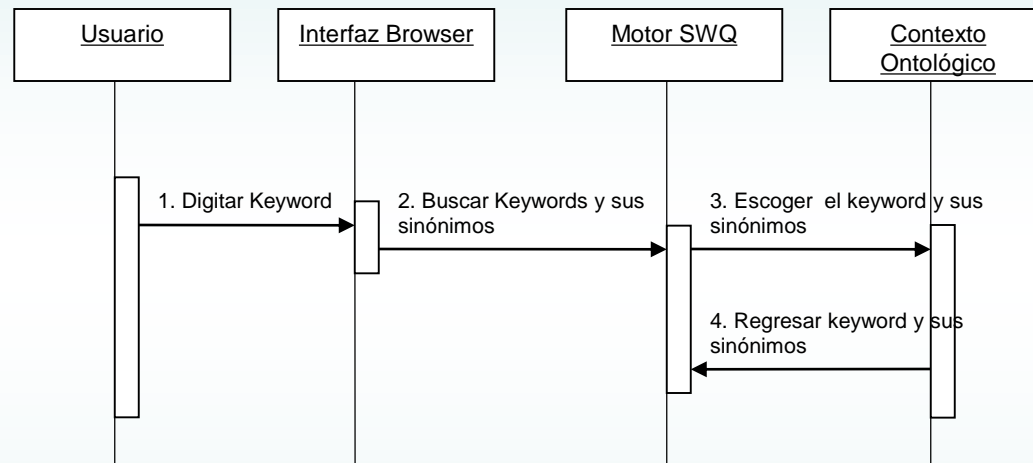 Usuario
Interfaz Browser
Motor SWQ
Contexto
Ontológico
1. Digitar Keyword
2. Buscar Keywords y sus
sinónimos
3. Escoger el keyword y sus
sinónimos
4. Regresar keyword y sus
sinónimos